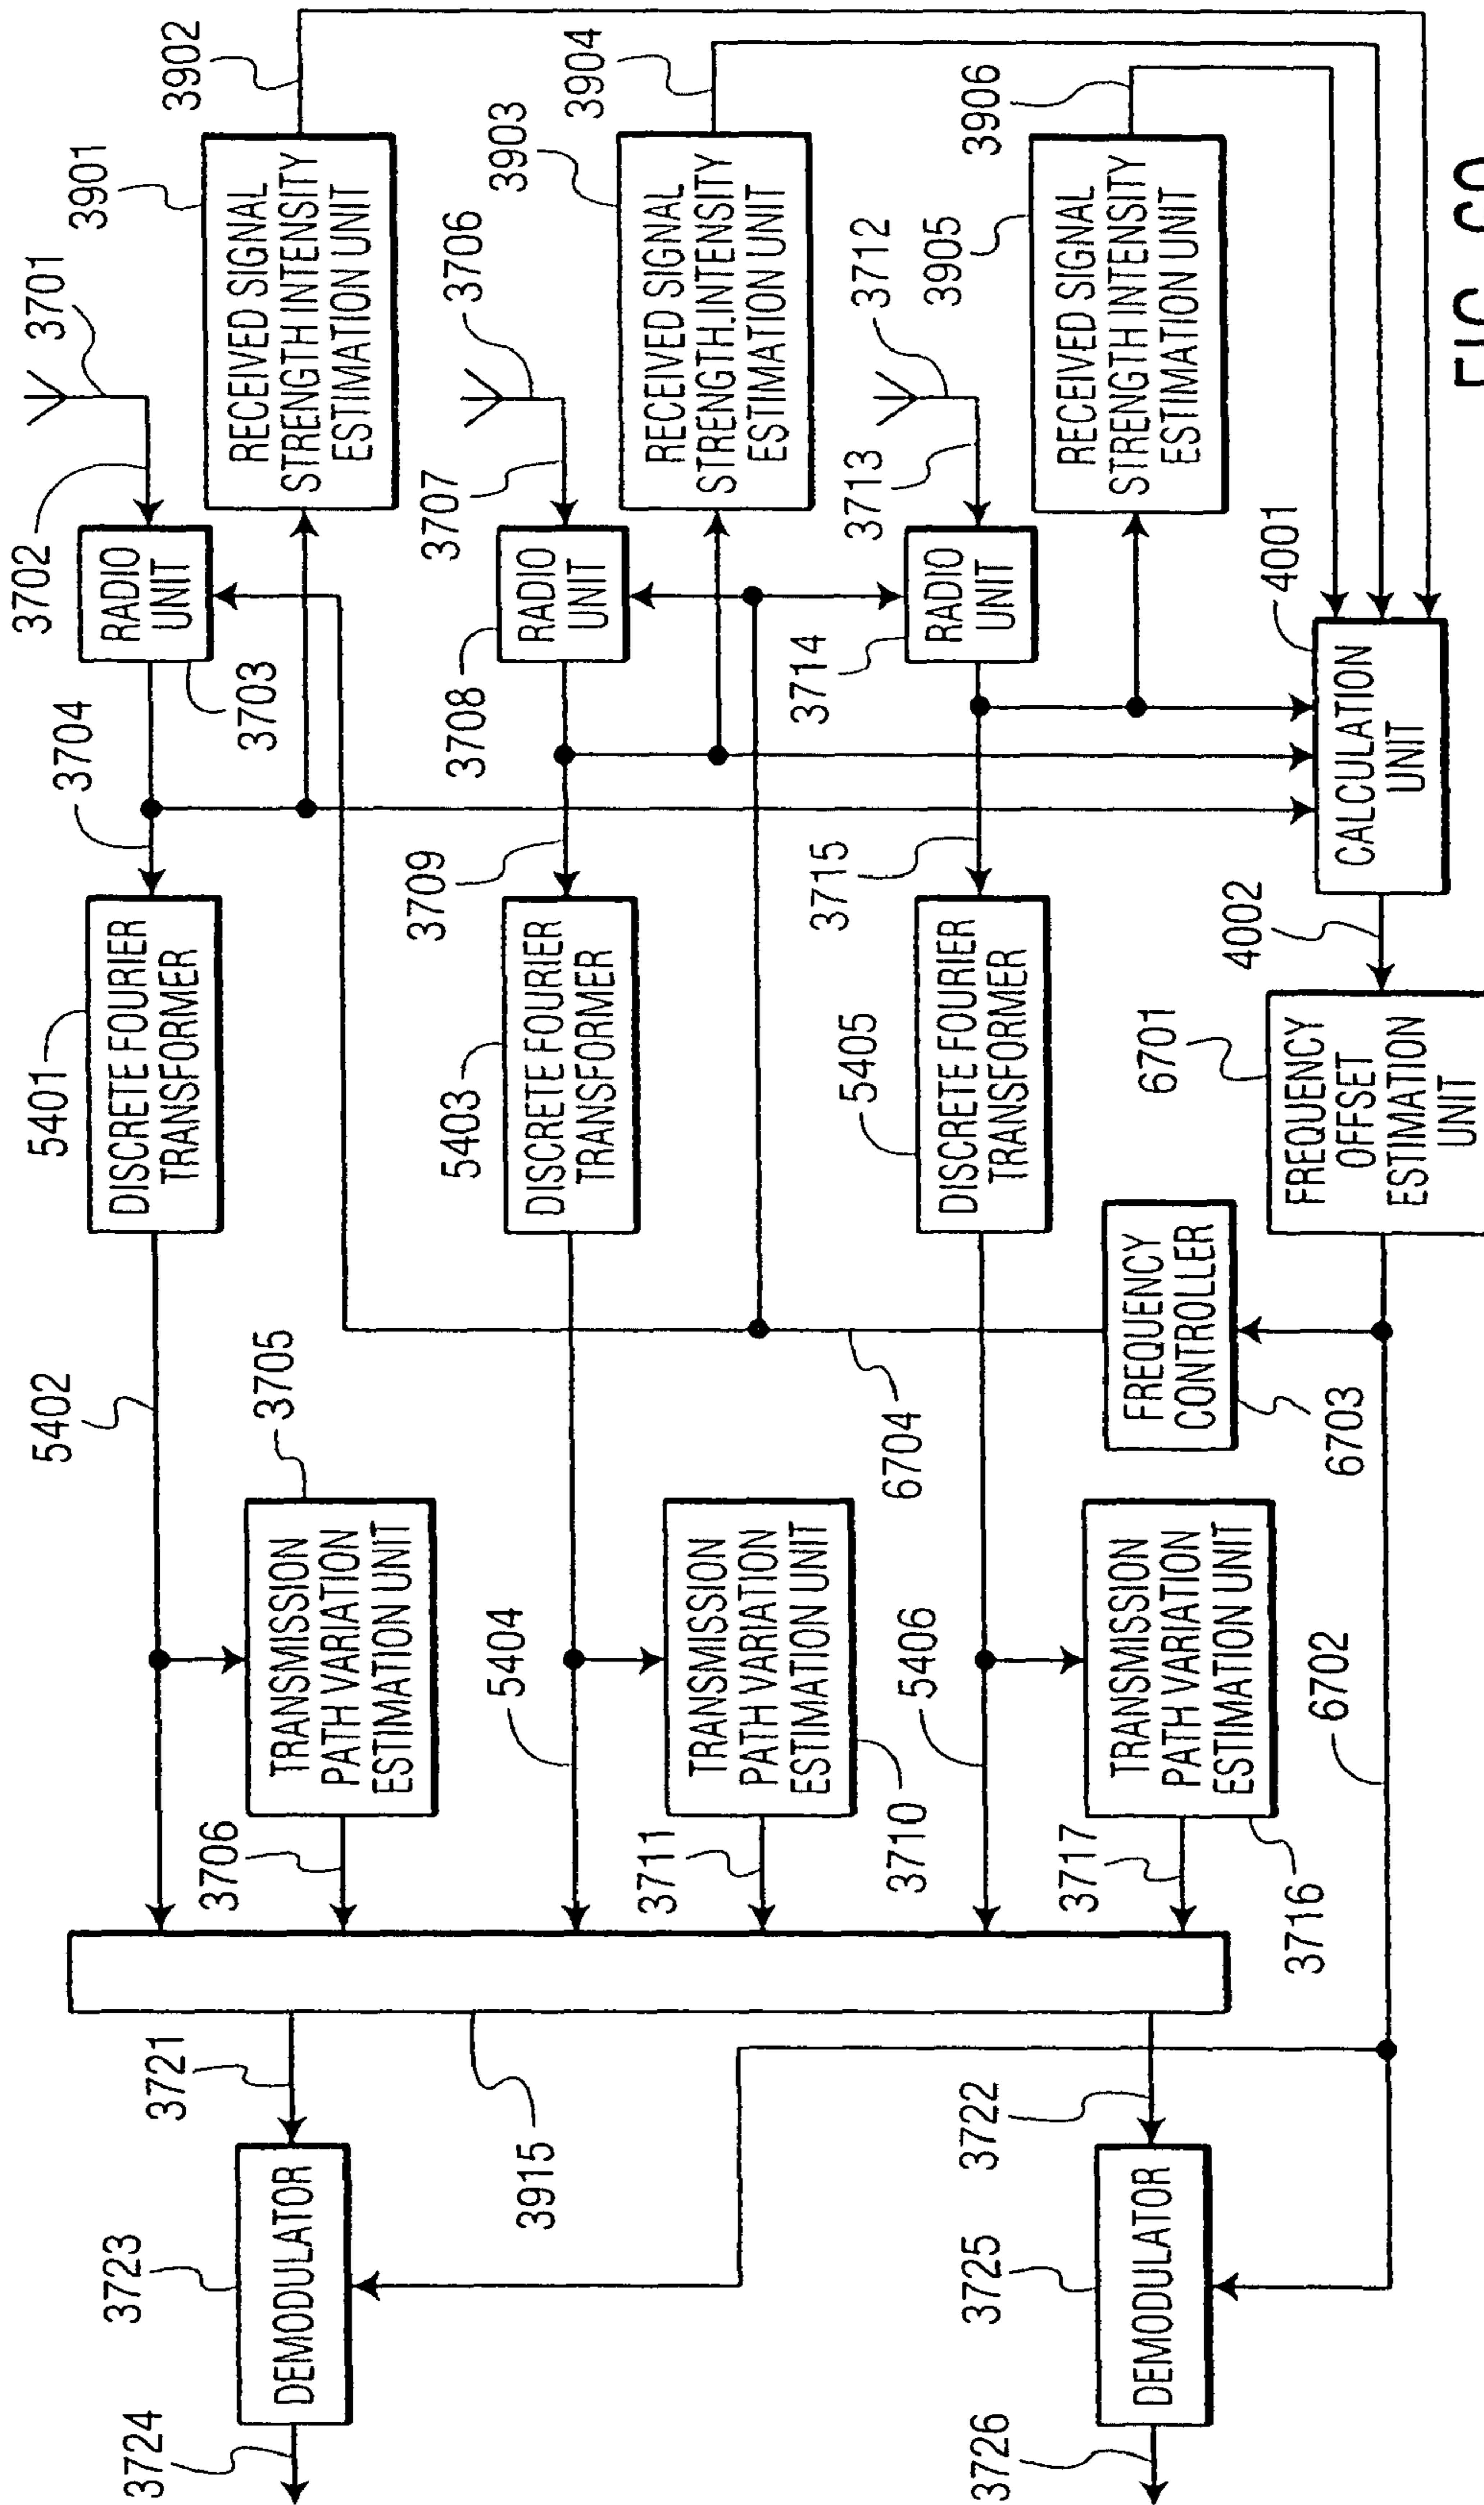 3702
3701
5401
5402
3704
3901
3902
3724
3723
3721
3706
3705
3703
RADIO
UNIT
DISCRETE FOURIER
TRANSFORMER
TRANSMISSION
PATH VARIATION
ESTIMATION UNIT
RECEIVED SIGNAL
STRENGTH INTENSITY
ESTIMATION UNIT
DEMODULATOR
3915
5404
5403
3709
3708
3707
3706
3903
3904
RADIO
UNIT
DISCRETE FOURIER
TRANSFORMER
3711
TRANSMISSION
PATH VARIATION
ESTIMATION UNIT
3710
RECEIVED SIGNAL
STRENGTH.INTENSITY
ESTIMATION UNIT
6704
5406
5405
3715
3714
3713
3712
3905
3906
RADIO
UNIT
DISCRETE FOURIER
TRANSFORMER
3726
3725
3722
3717
DEMODULATOR
TRANSMISSION
PATH VARIATION
ESTIMATION UNIT
3716
FREQUENCY
CONTROLLER
6703
RECEIVED SIGNAL
STRENGTH INTENSITY
ESTIMATION UNIT
6702
6701
4002
4001
FREQUENCY
OFFSET
ESTIMATION
UNIT
CALCULATION
UNIT